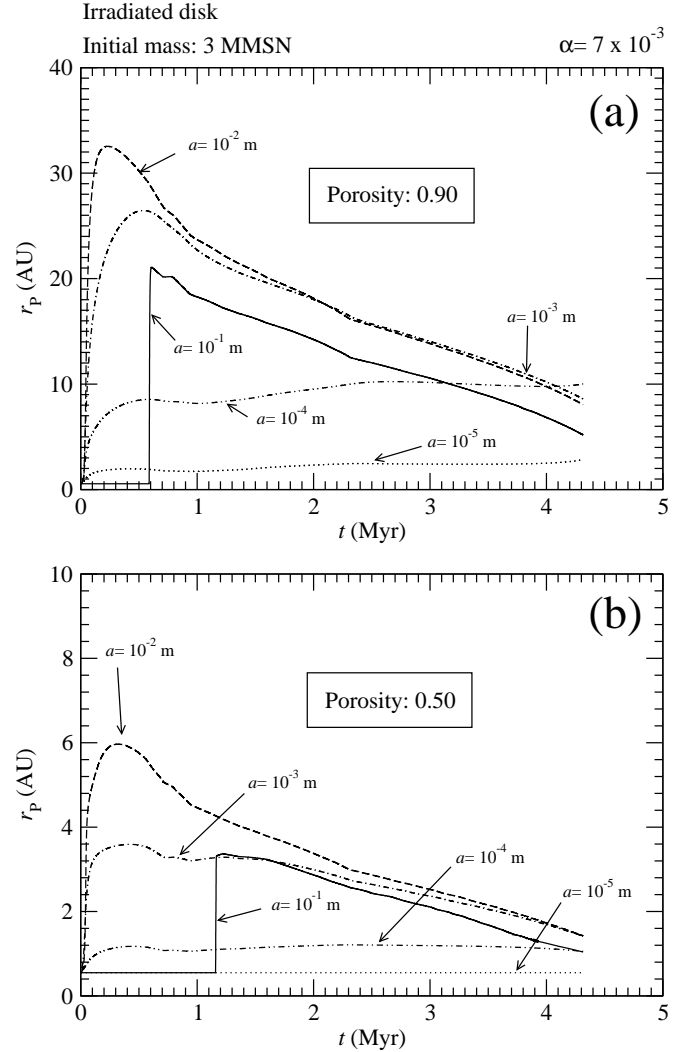 Irradiated disk
Initial mass: 3 MMSN α= 7 x 10⁻³
40
(a)
a= 10⁻² m
30
Porosity: 0.90
20
r_P (AU)
a=10⁻¹ m
a=10⁻³ m
10
a=10⁻⁴ m
a=10⁻⁵ m
0
0 1 2 3 4 5
t (Myr)
10
(b)
a= 10⁻² m
8
Porosity: 0.50
6
a=10⁻³ m
4
r_P (AU)
a=10⁻⁴ m
a=10⁻⁵ m
2
a=10⁻¹ m
0
0 1 2 3 4 5
t (Myr)